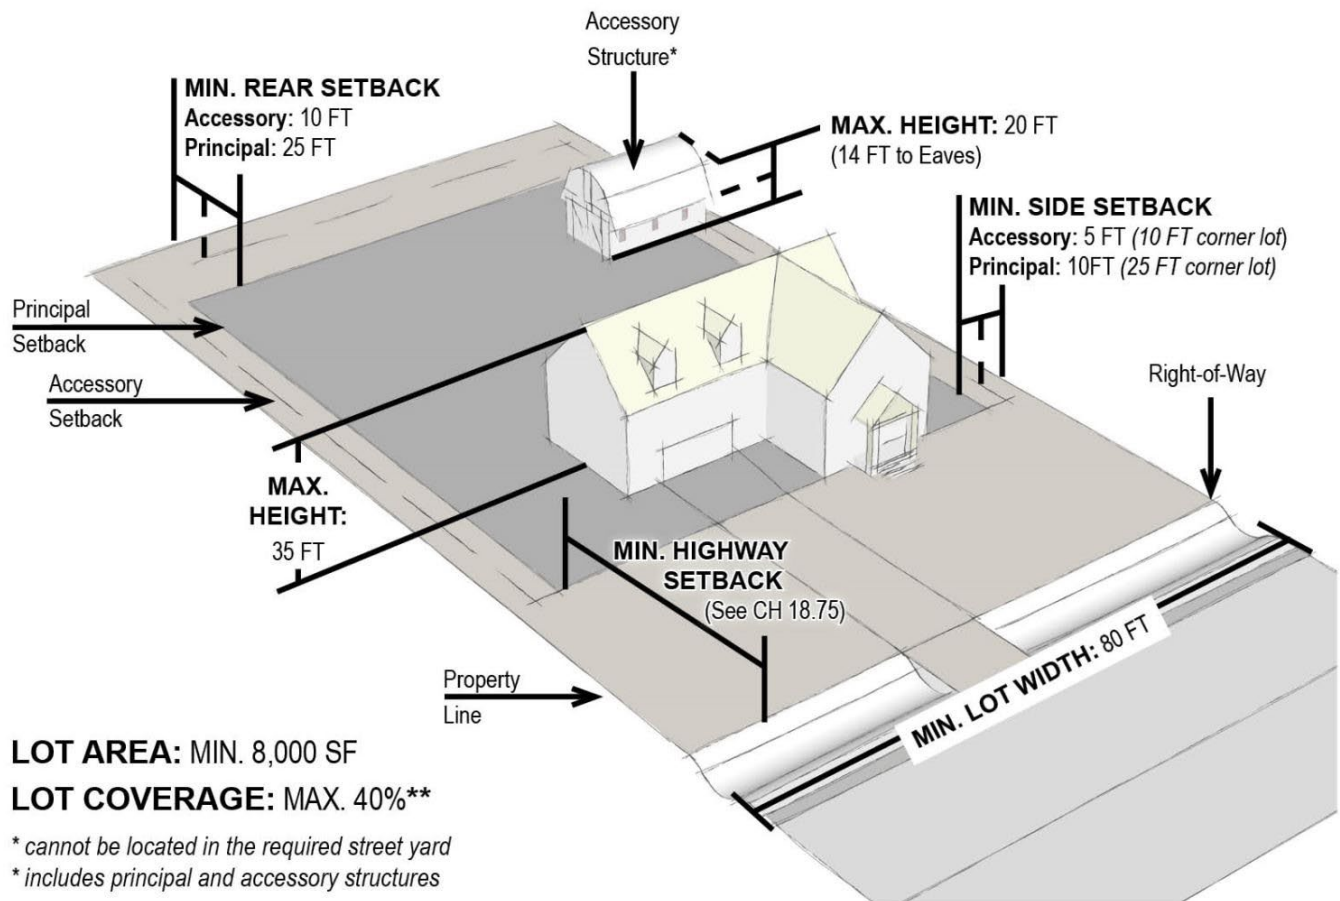 Accessory
Structure*
MIN. REAR SETBACK
Accessory: 10 FT
Principal: 25 FT
MAX. HEIGHT: 20 FT
(14 FT to Eaves)
MIN. SIDE SETBACK
Accessory: 5 FT (10 FT corner lot)
Principal: 10FT (25 FT corner lot)
Principal
Setback
Accessory
Setback
Right-of-Way
MAX.
HEIGHT:
35 FT
MIN. HIGHWAY
SETBACK
(See CH 18.75)
MIN. LOT WIDTH: 80 FT
Property
Line
LOT AREA: MIN. 8,000 SF
LOT COVERAGE: MAX. 40%**
* cannot be located in the required street yard
* includes principal and accessory structures